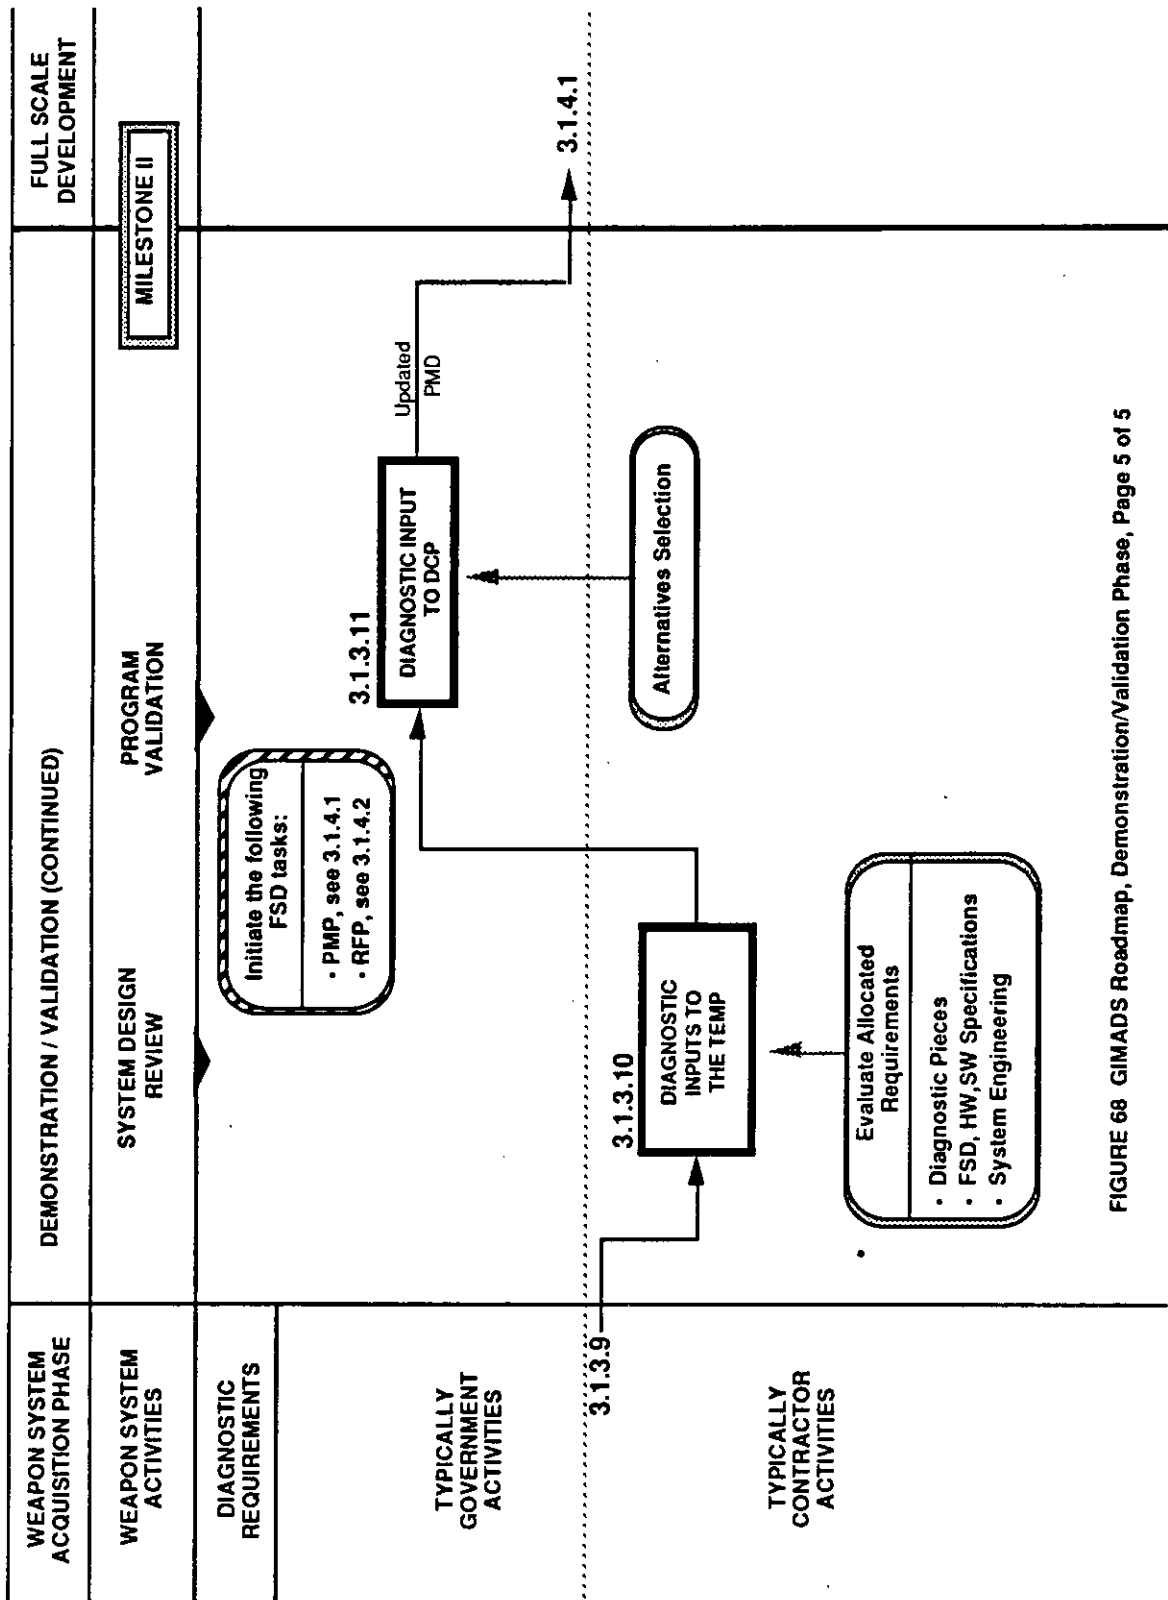 WEAPON SYSTEM
ACQUISITION PHASE
DEMONSTRATION / VALIDATION (CONTINUED)
FULL SCALE
DEVELOPMENT
WEAPON SYSTEM
ACTIVITIES
SYSTEM DESIGN
REVIEW
PROGRAM
VALIDATION
MILESTONE II
DIAGNOSTIC
REQUIREMENTS
Initiate the following
FSD tasks:
• PMP, see 3.1.4.1
• RFP, see 3.1.4.2
TYPICALLY
GOVERNMENT
ACTIVITIES
3.1.3.11
DIAGNOSTIC INPUT
TO DCP
Updated
PMD
3.1.4.1
3.1.3.9
TYPICALLY
CONTRACTOR
ACTIVITIES
3.1.3.10
DIAGNOSTIC
INPUTS TO
THE TEMP
Alternatives Selection
Evaluate Allocated
Requirements
• Diagnostic Pieces
• FSD, HW,SW Specifications
• System Engineering
FIGURE 68 GIMADS Roadmap, Demonstration/Validation Phase, Page 5 of 5